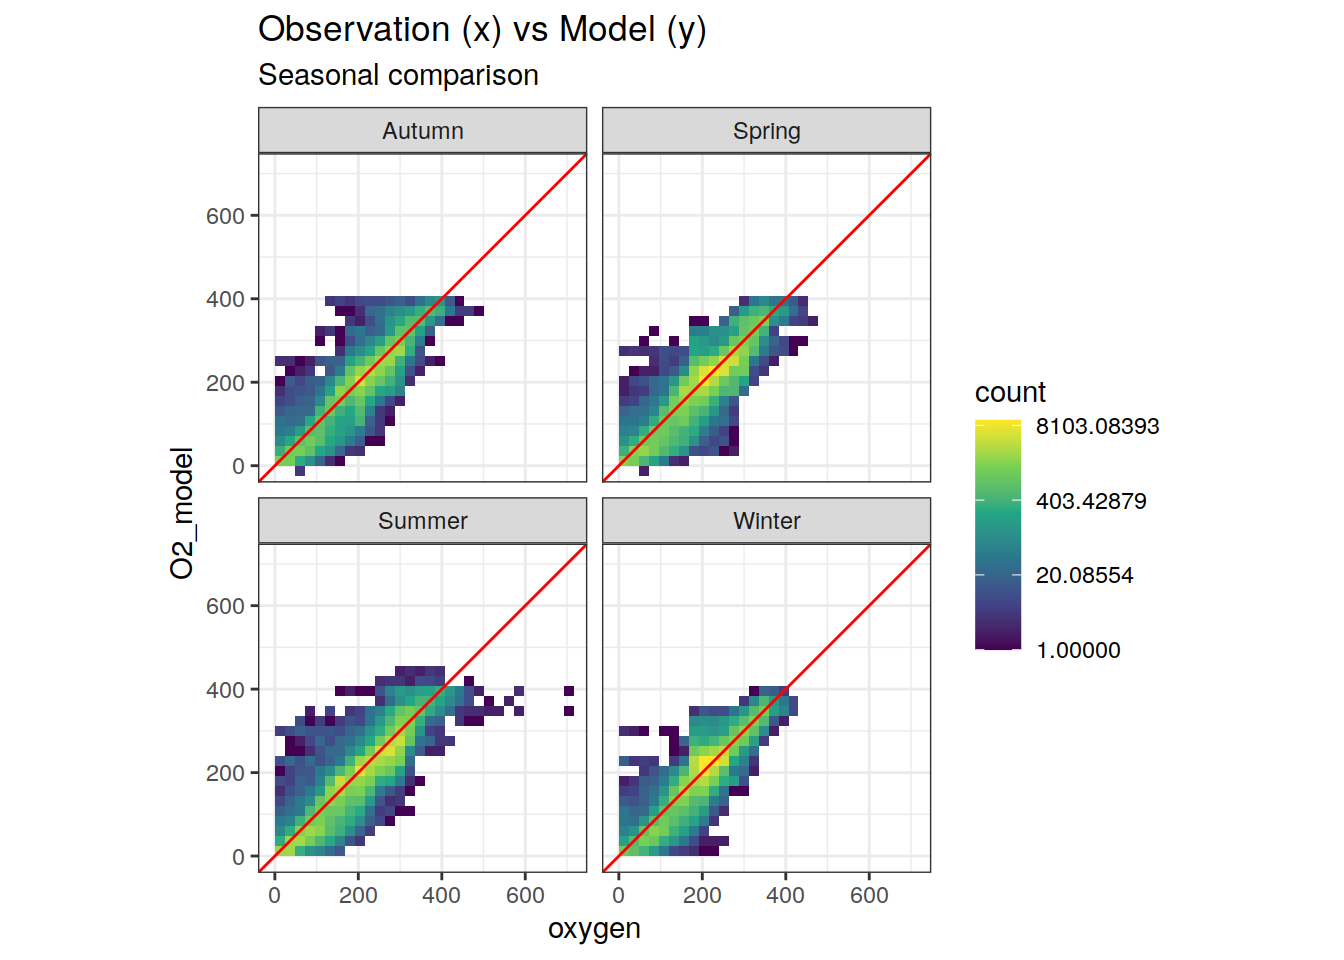 Observation (x) vs Model (y)
Seasonal comparison
Autumn
Spring
600
400
200
0
Summer
Winter
600
400
200
0
0
200
400
600
0
200
400
600
oxygen
O2_model
count
8103.08393
403.42879
20.08554
1.00000